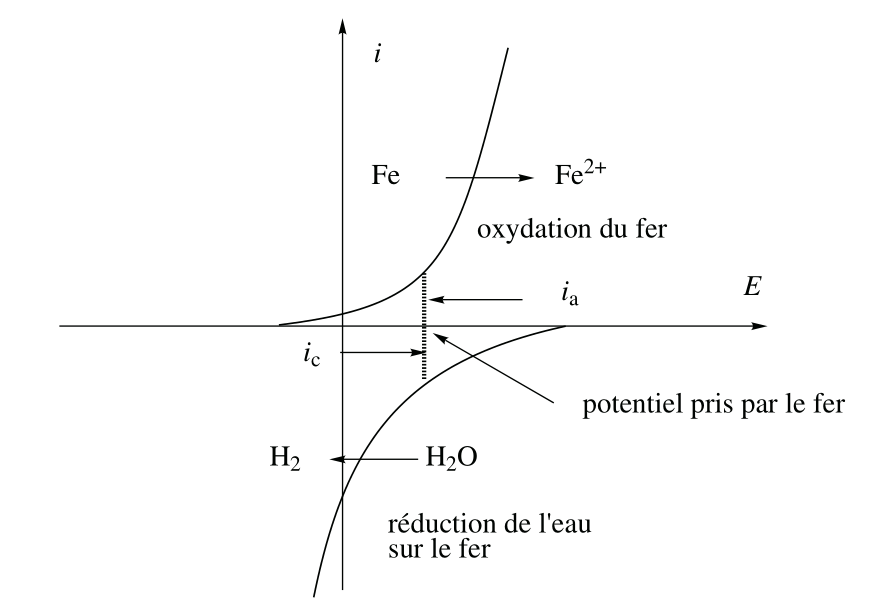 i
Fe
Fe2+
oxydation du fer
E
ia
ic
potentiel pris par le fer
H2
H2O
réduction de l'eau
sur le fer